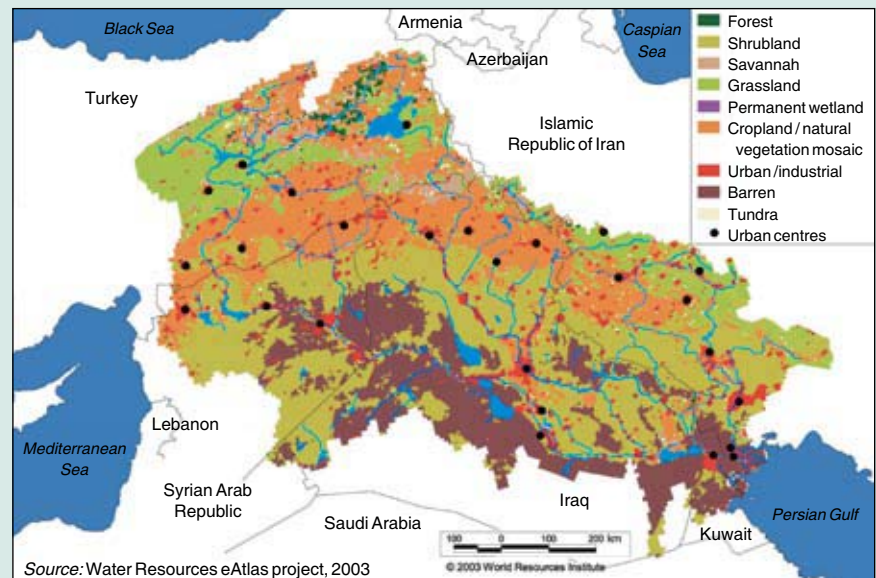 Black Sea
Armenia
Caspian
Sea
Azerbaijan
Turkey
Islamic
Republic of Iran
Forest
Shrubland
Savannah
Grassland
Permanent wetland
Cropland / natural
vegetation mosaic
Urban /industrial
Barren
Tundra
Urban centres
Lebanon
Mediterranean
Sea
Syrian Arab
Republic
Iraq
Saudi Arabia
Kuwait
Persian Gulf
100 0 100 200 km
© 2003 World Resources Institute
Source: Water Resources eAtlas project, 2003